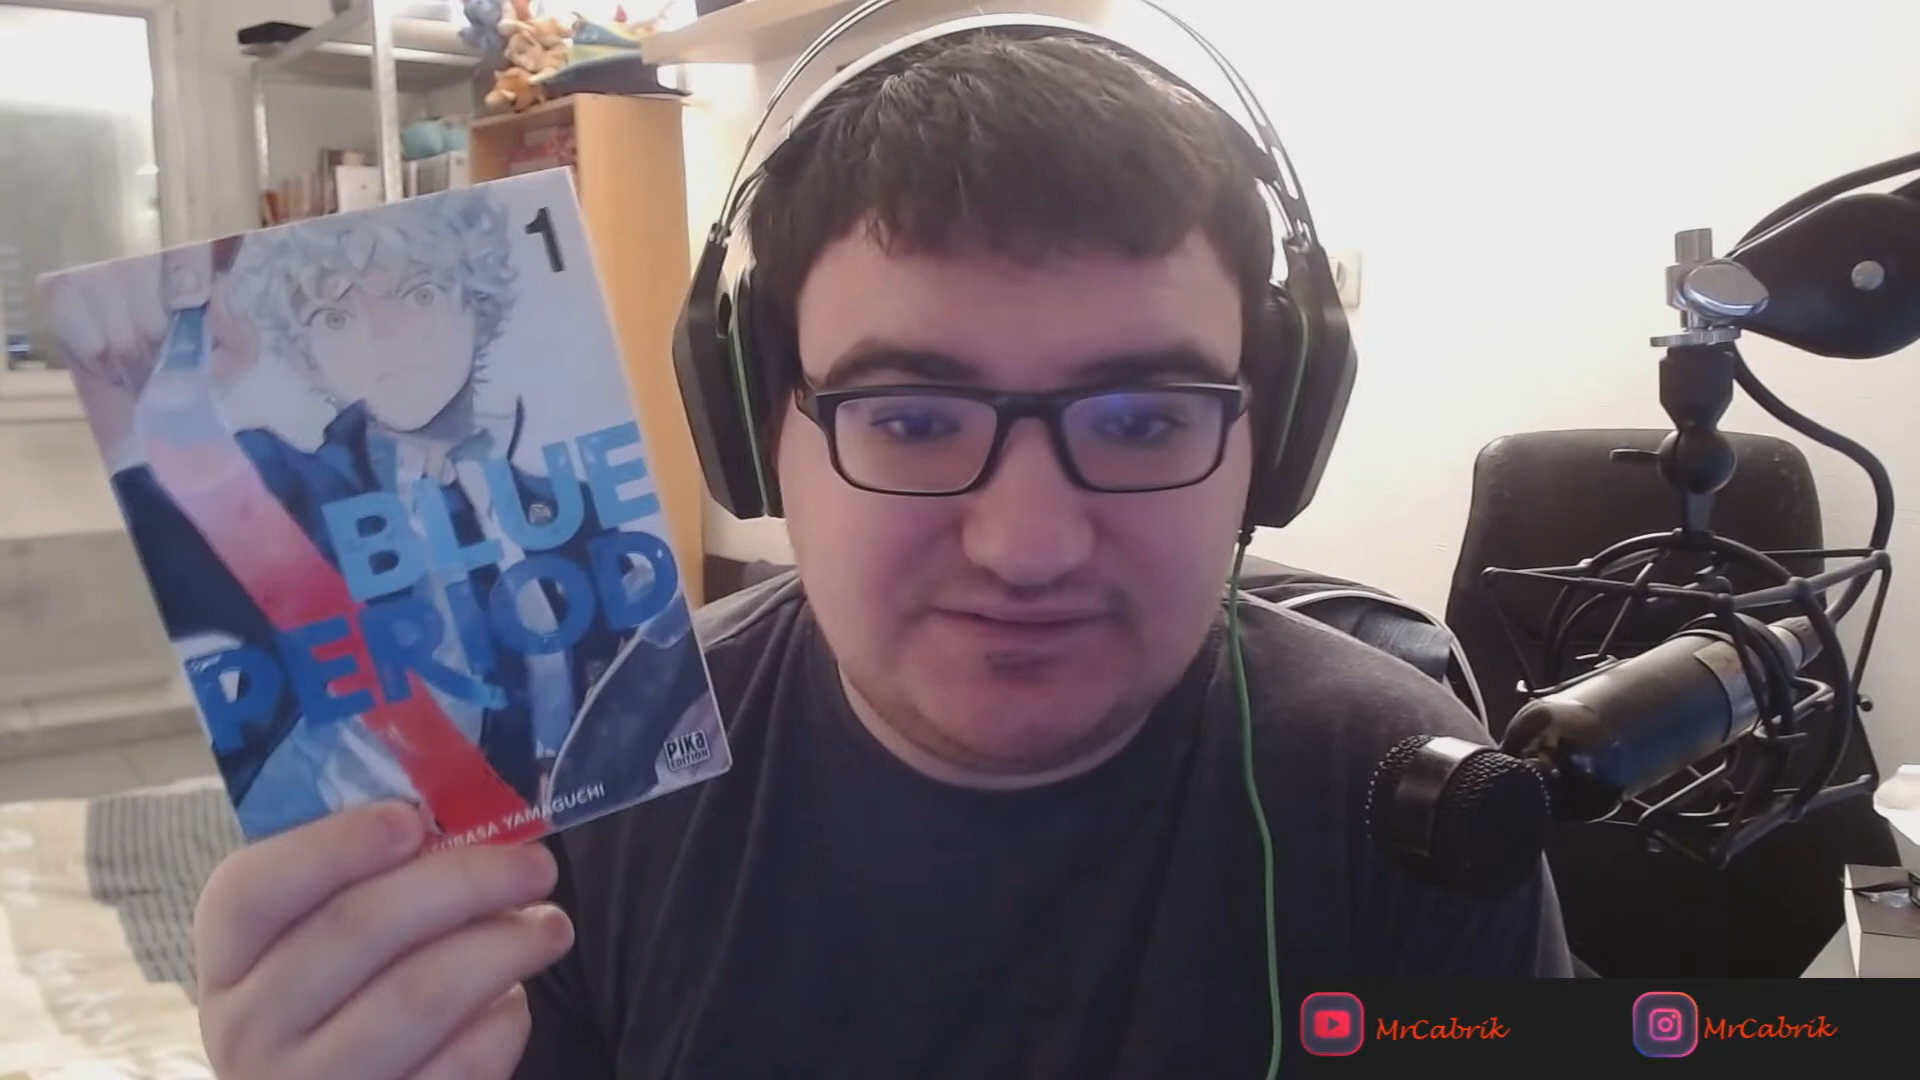 1
BLUE
PERIOD
PiKa
EDITION
YAMAGUCHI
MrCabrik
MrCabrik